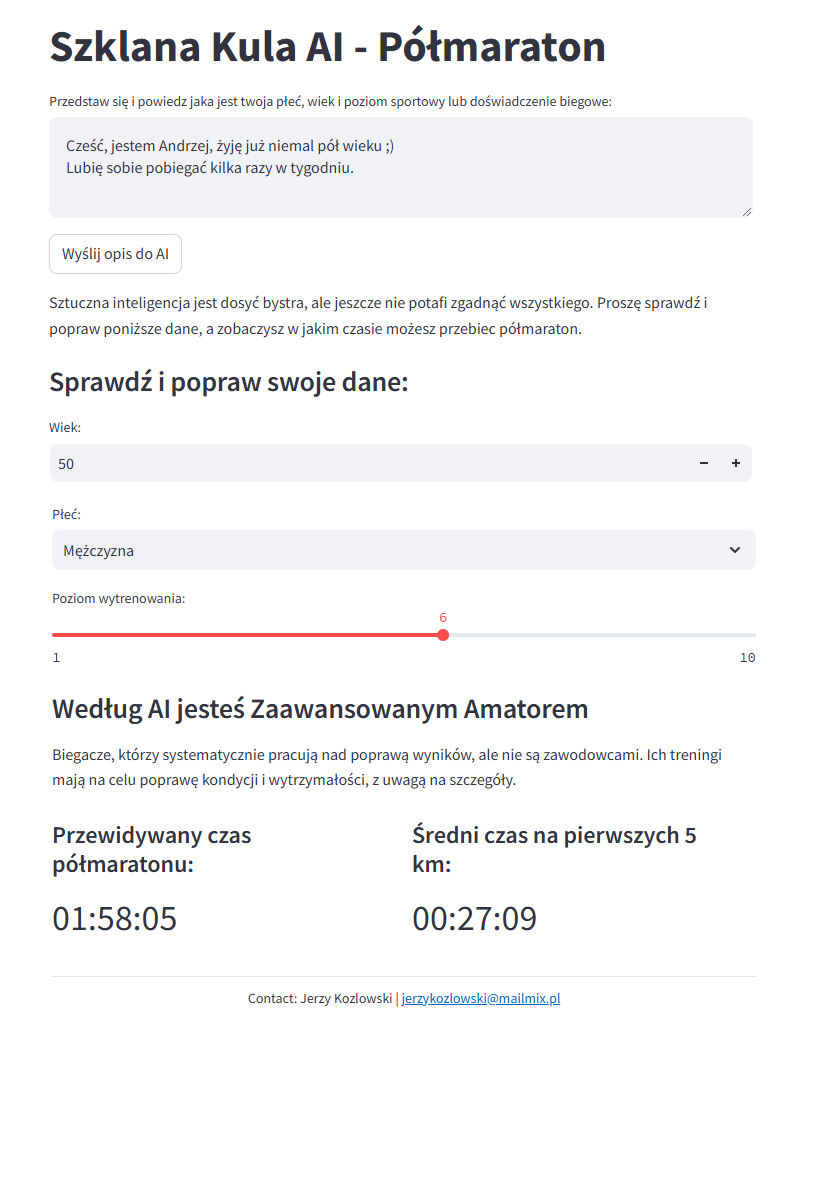 Szklana Kula AI - Półmaraton
Przedstaw się i powiedz jaka jest twoja płeć, wiek i poziom sportowy lub doświadczenie biegowe:
Cześć, jestem Andrzej, żyję już niemal pół wieku ;)
Lubię sobie pobiegać kilka razy w tygodniu.
Wyślij opis do AI
Sztuczna inteligencja jest dosyć bystra, ale jeszcze nie potafi zgadnąć wszystkiego. Proszę sprawdź i
popraw poniższe dane, a zobaczysz w jakim czasie możesz przebiec półmaraton.
Sprawdź i popraw swoje dane:
Wiek:
50
Płeć:
Mężczyzna
Poziom wytrenowania:
6
1 10
Według AI jesteś Zaawansowanym Amatorem
Biegacze, którzy systematycznie pracują nad poprawą wyników, ale nie są zawodowcami. Ich treningi
mają na celu poprawę kondycji i wytrzymałości, z uwagą na szczegóły.
Przewidywany czas
półmaratonu:
01:58:05
Średni czas na pierwszych 5
km:
00:27:09
Contact: Jerzy Kozlowski | jerzykozlowski@mailmix.pl